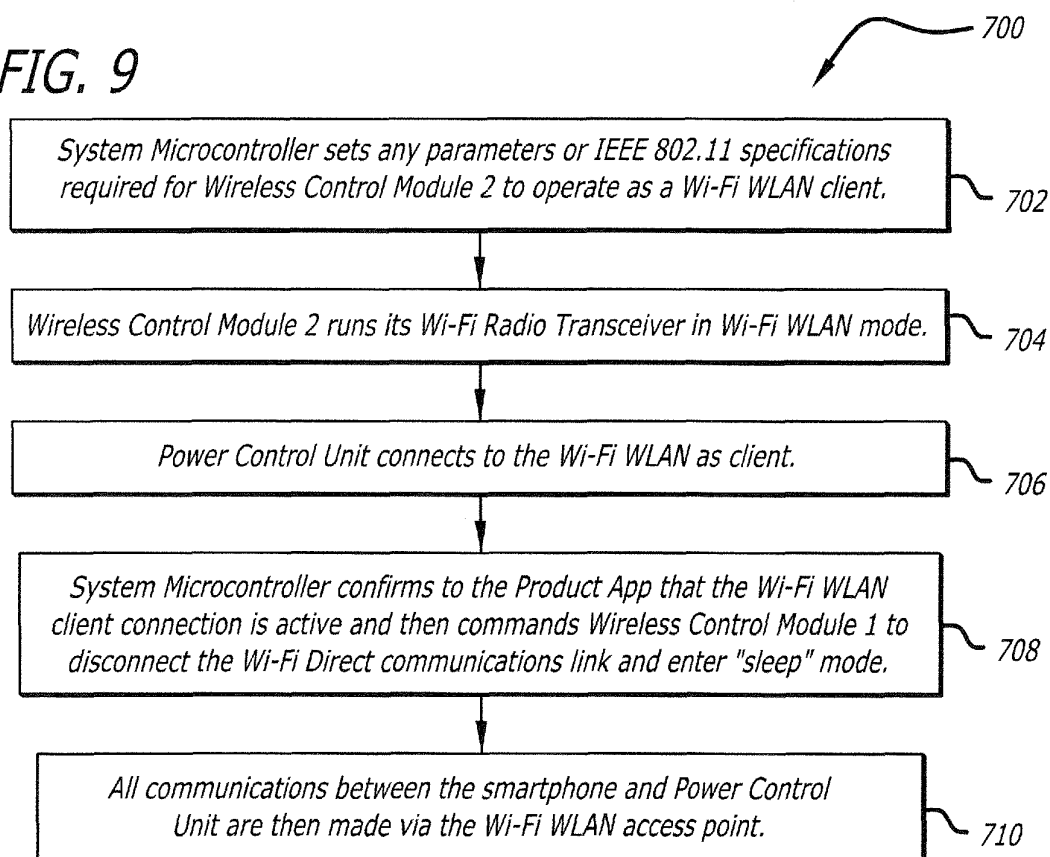 700
FIG. 9
System Microcontroller sets any parameters or IEEE 802.11 specifications
required for Wireless Control Module 2 to operate as a Wi-Fi WLAN client.
702
Wireless Control Module 2 runs its Wi-Fi Radio Transceiver in Wi-Fi WLAN mode.
704
Power Control Unit connects to the Wi-Fi WLAN as client.
706
System Microcontroller confirms to the Product App that the Wi-Fi WLAN
client connection is active and then commands Wireless Control Module 1 to
disconnect the Wi-Fi Direct communications link and enter "sleep" mode.
708
All communications between the smartphone and Power Control
Unit are then made via the Wi-Fi WLAN access point.
710